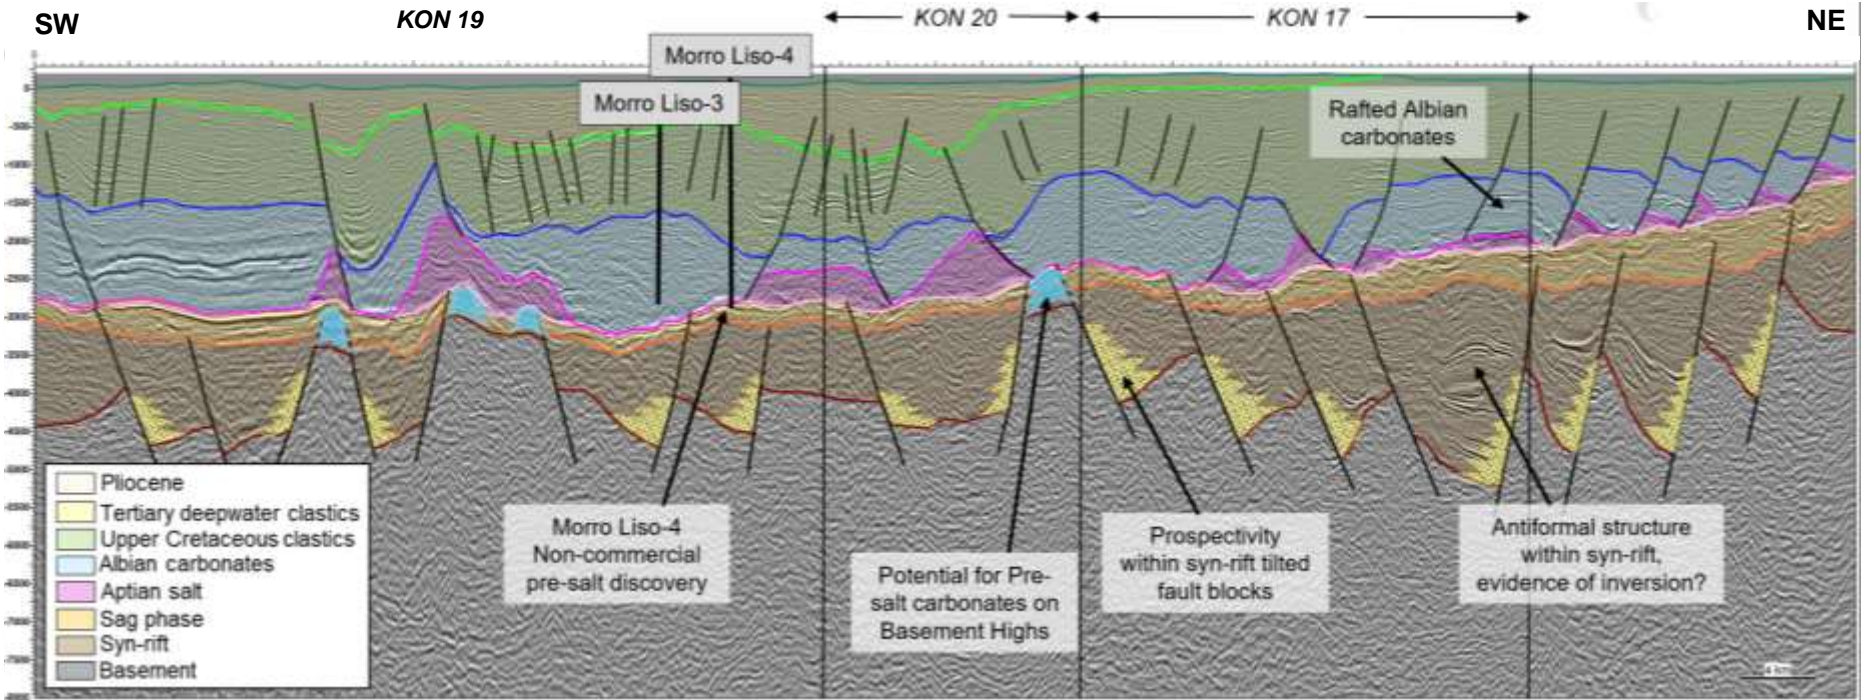 SW
KON 19
KON 20
KON 17
NE
Morro Liso-4
Morro Liso-3
Rafted Albian
carbonates
0
Pliocene
Tertiary deepwater clastics
Upper Cretaceous clastics
Albian carbonates
Aptian salt
Sag phase
Syn-rift
Basement
Morro Liso-4
Non-commercial
pre-salt discovery
Potential for Pre-
salt carbonates on
Basement Highs
Prospectivity
within syn-rift tilted
fault blocks
Antiformal structure
within syn-rift,
evidence of inversion?